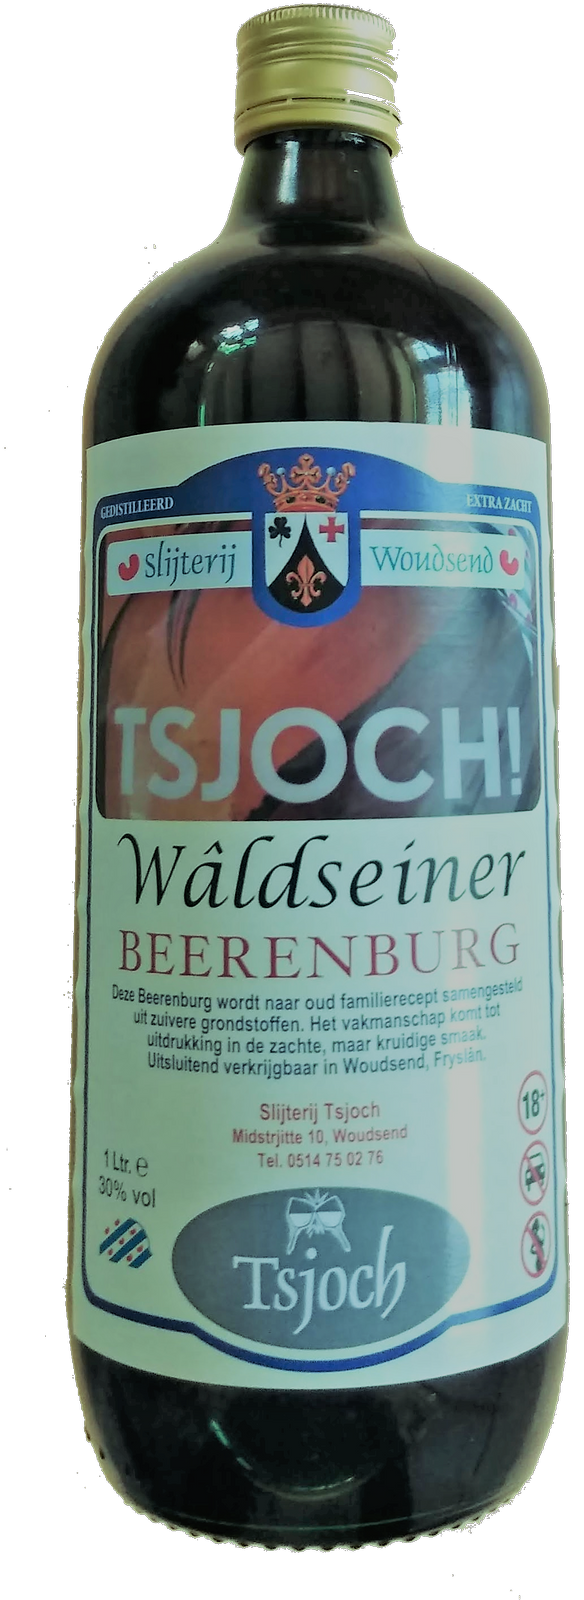 GEDISTILLEERD
EXTRA ZACHT
Slijterij
Woudsend
TSJOCH!
Wâldseiner
BEERENBURG
Deze Beerenburg wordt naar oud familierecept samengesteld
uit zuivere grondstoffen. Het vakmanschap komt tot
uitdrukking in de zachte, maar kruidige smaak.
Uitsluitend verkrijgbaar in Woudsend, Fryslân.
Slijterij Tsjoch
Midstrjitte 10, Woudsend
Tel. 0514 75 02 76
1 Ltr. ℮
30% vol
18+
Tsjoch